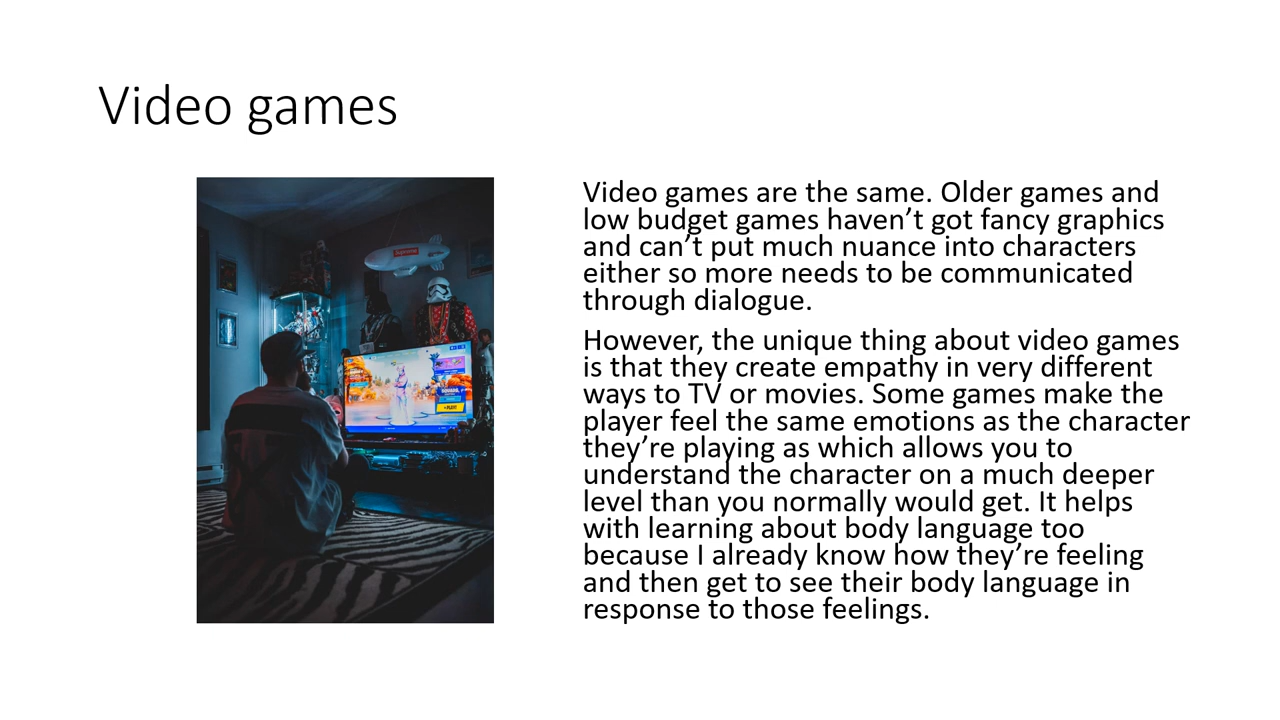 Video games
Video games are the same. Older games and
low budget games haven’t got fancy graphics
and can’t put much nuance into characters
either so more needs to be communicated
through dialogue.
However, the unique thing about video games
is that they create empathy in very different
ways to TV or movies. Some games make the
player feel the same emotions as the character
they’re playing as which allows you to
understand the character on a much deeper
level than you normally would get. It helps
with learning about body language too
because I already know how they’re feeling
and then get to see their body language in
response to those feelings.
Supreme